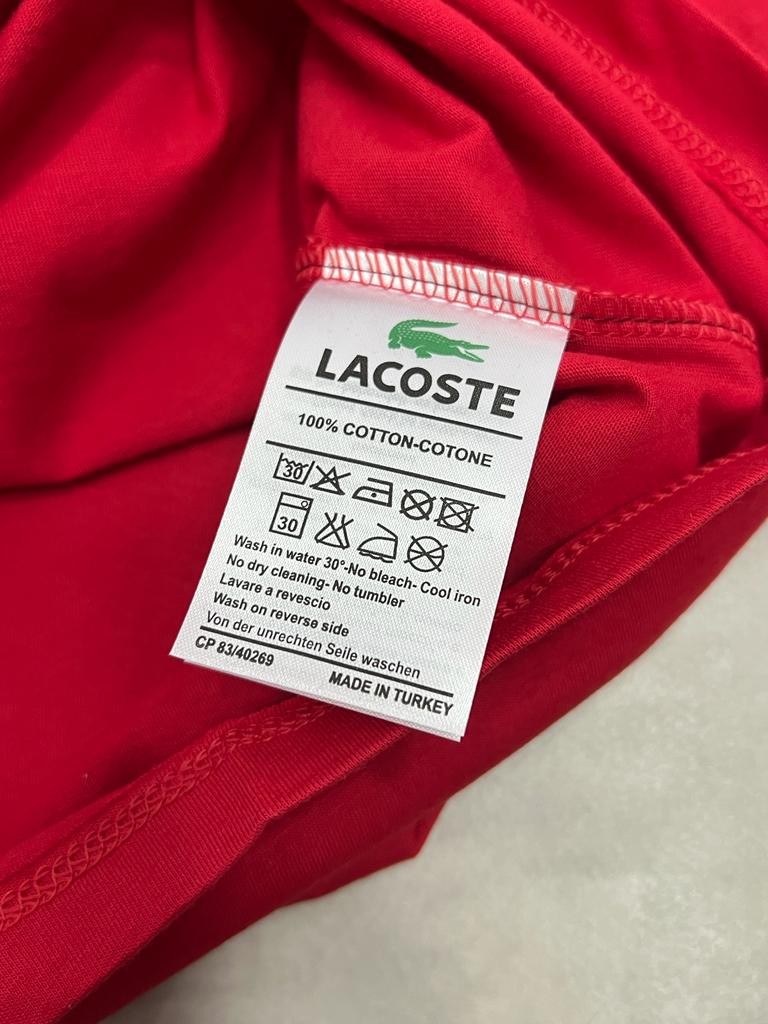 LACOSTE
100% COTTON-COTONE
30
30
Wash in water 30°-No bleach- Cool iron
No dry cleaning- No tumbler
Lavare a revescio
Wash on reverse side
Von der unrechten Seile waschen
CP 83/40269
MADE IN TURKEY